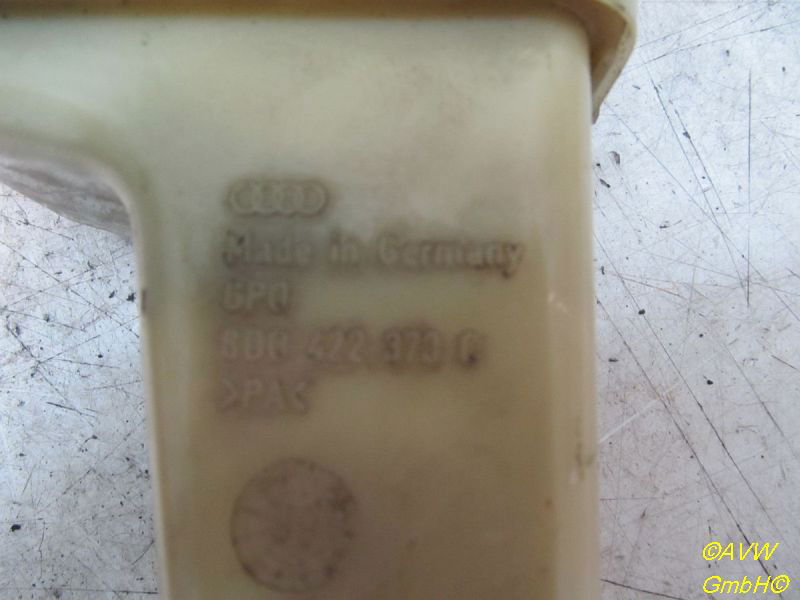 Made in Germany
GPO
8D0 422 373 C
>PA<
©AVW
GmbH©